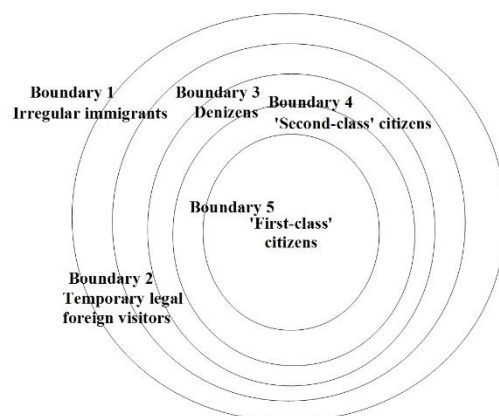 Boundary 1
Irregular immigrants
Boundary 3
Denizens
Boundary 4
'Second-class' citizens
Boundary 5
'First-class'
citizens
Boundary 2
Temporary legal
foreign visitors